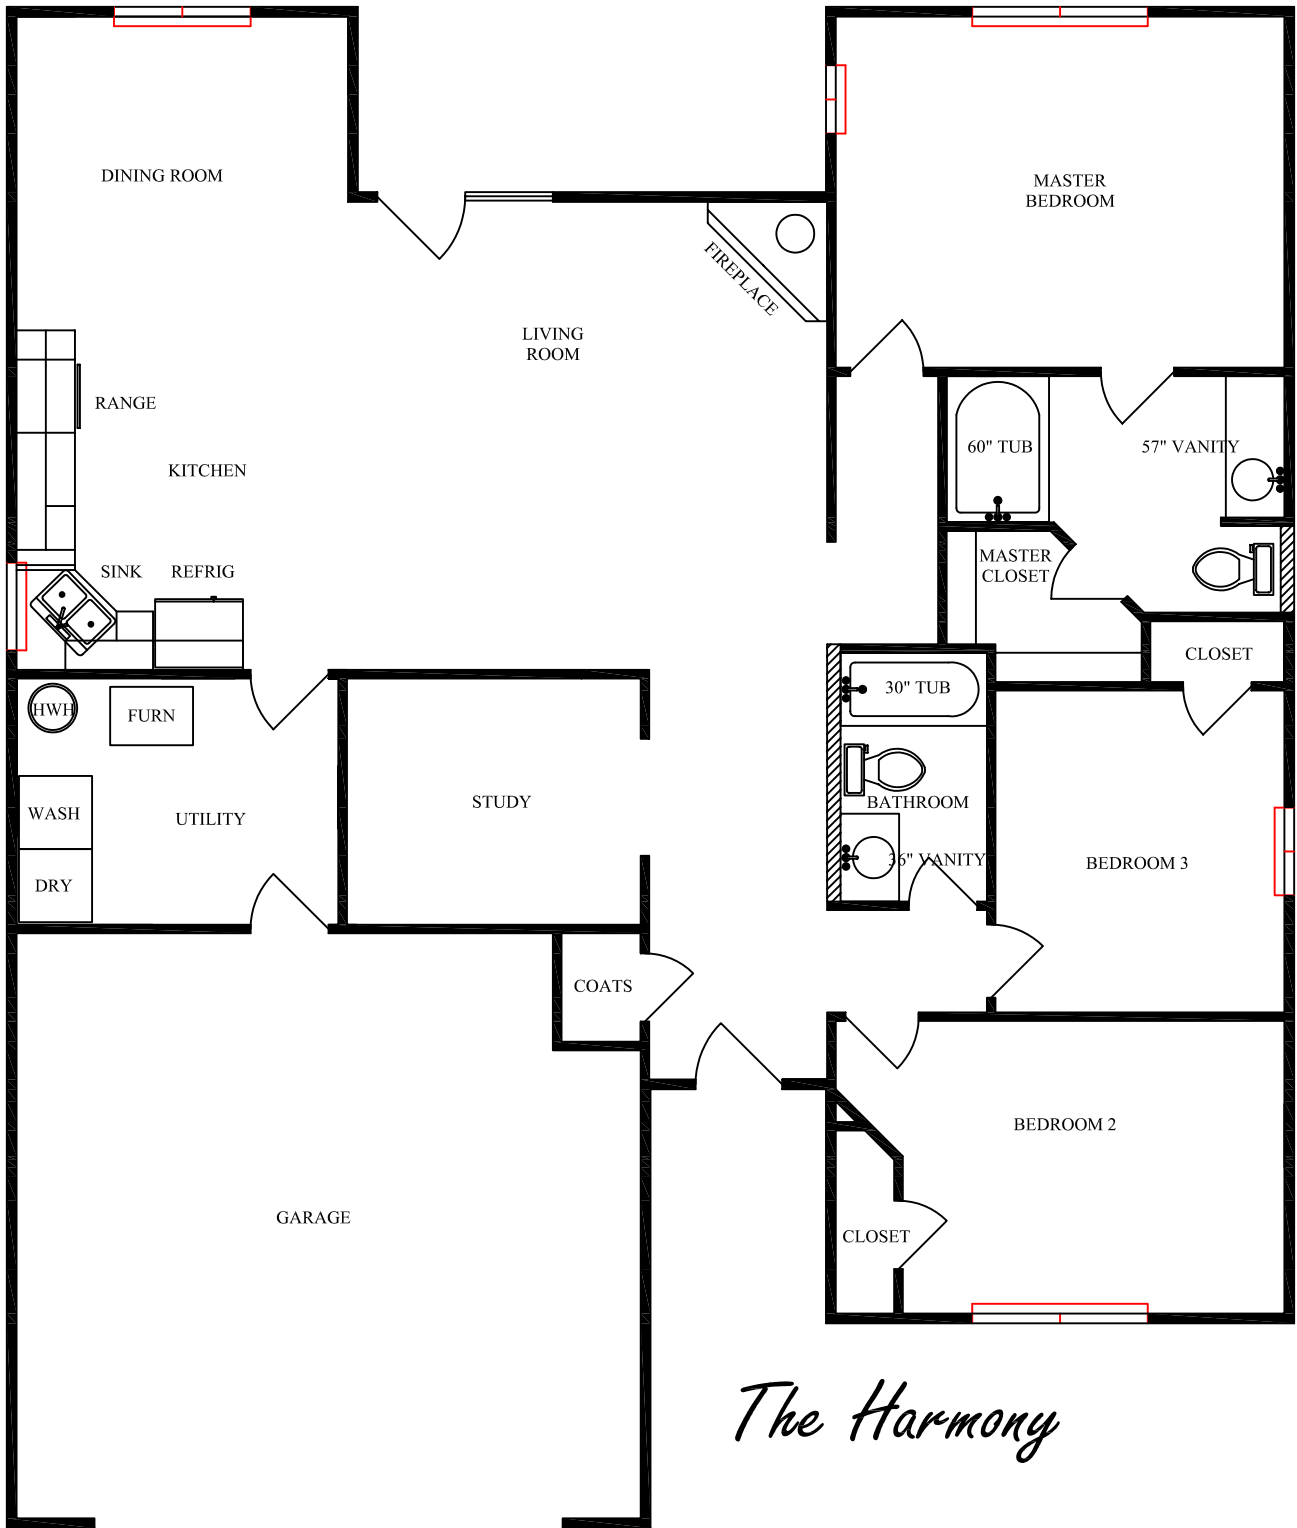 DINING ROOM
MASTER
BEDROOM
FIREPLACE
LIVING
ROOM
RANGE
KITCHEN
60" TUB
57" VANITY
SINK
REFRIG
MASTER
CLOSET
CLOSET
HWH
FURN
30" TUB
WASH
UTILITY
STUDY
BATHROOM
36" VANITY
BEDROOM 3
DRY
COATS
BEDROOM 2
GARAGE
CLOSET
The Harmony